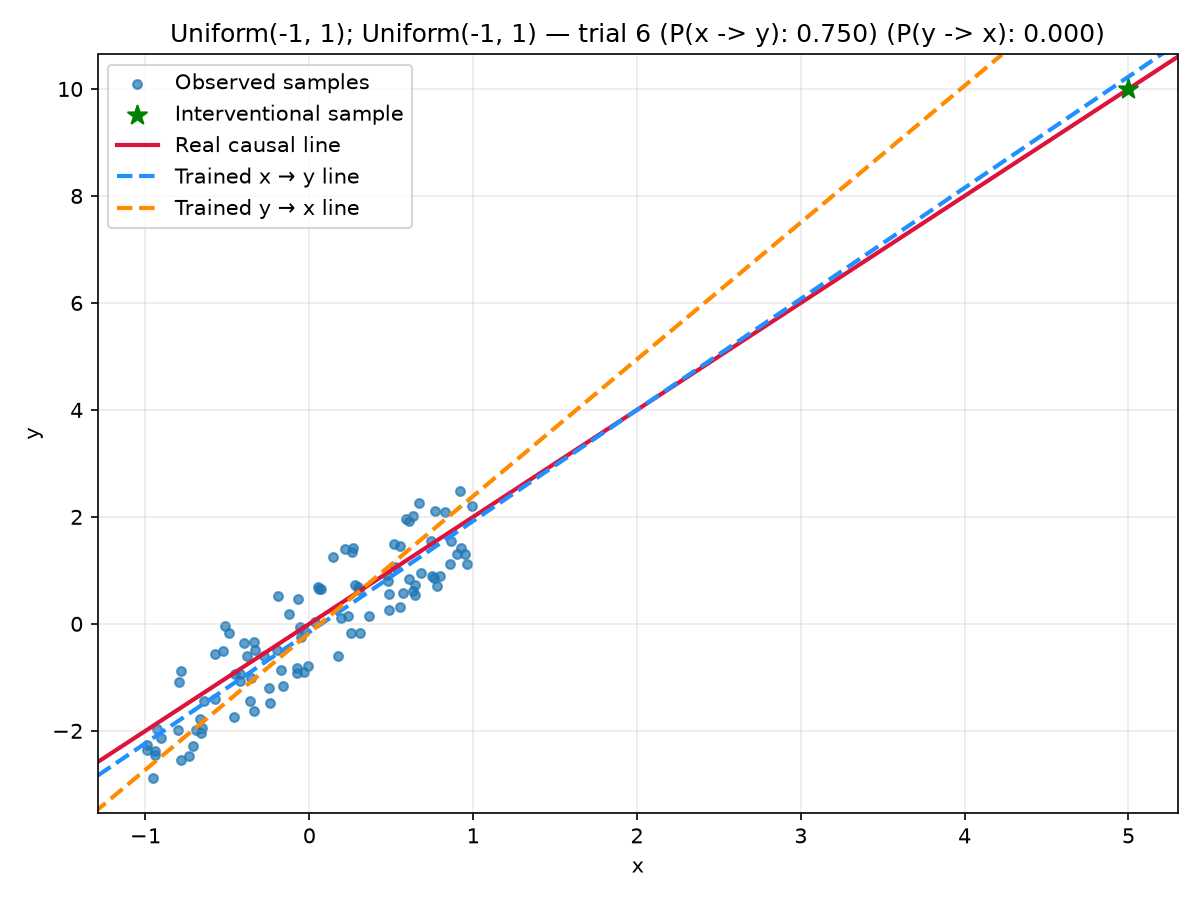 Uniform(-1, 1); Uniform(-1, 1) — trial 6 (P(x -> y): 0.750) (P(y -> x): 0.000)
Observed samples
Interventional sample
Real causal line
Trained x → y line
Trained y → x line
10
8
6
4
2
0
−2
y
−1
0
1
2
3
4
5
x